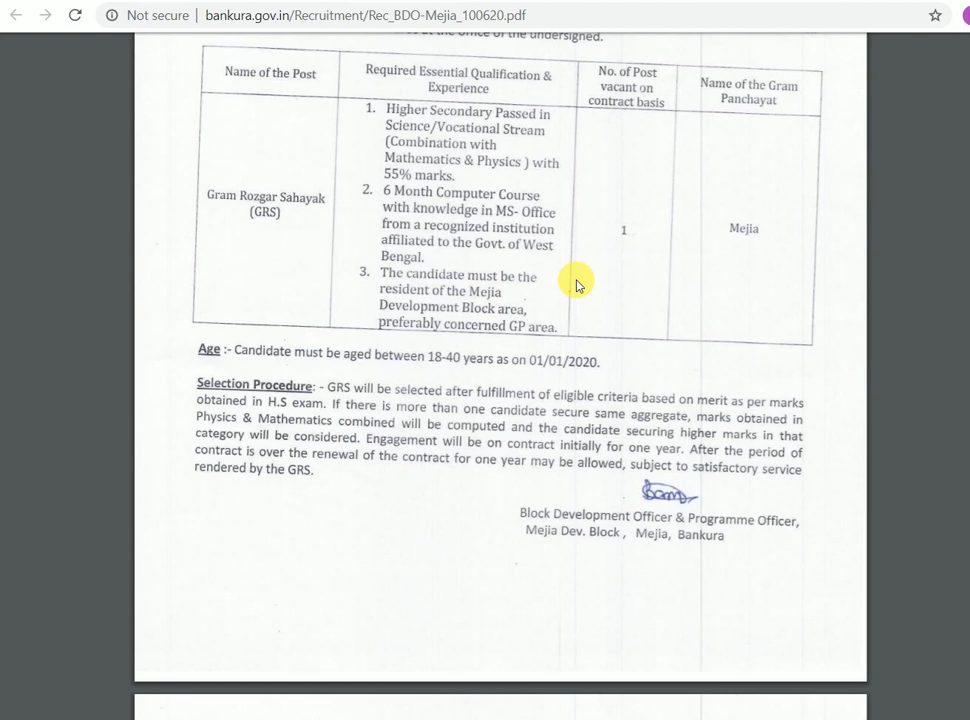 Not secure | bankura.gov.in/Recruitment/Rec_BDO-Mejia_100620.pdf
at the office of the undersigned.
Name of the Post
Required Essential Qualification &
Experience
No. of Post
vacant on
contract basis
Name of the Gram
Panchayat
Gram Rozgar Sahayak
(GRS)
1. Higher Secondary Passed in
Science/Vocational Stream
(Combination with
Mathematics & Physics ) with
55% marks.
2. 6 Month Computer Course
with knowledge in MS- Office
from a recognized institution
affiliated to the Govt. of West
Bengal.
3. The candidate must be the
resident of the Mejia
Development Block area,
preferably concerned GP area.
1
Mejia
Age :- Candidate must be aged between 18-40 years as on 01/01/2020.
Selection Procedure: - GRS will be selected after fulfillment of eligible criteria based on merit as per marks
obtained in H.S exam. If there is more than one candidate secure same aggregate, marks obtained in
Physics & Mathematics combined will be computed and the candidate securing higher marks in that
category will be considered. Engagement will be on contract initially for one year. After the period of
contract is over the renewal of the contract for one year may be allowed, subject to satisfactory service
rendered by the GRS.
Block Development Officer & Programme Officer,
Mejia Dev. Block , Mejia, Bankura